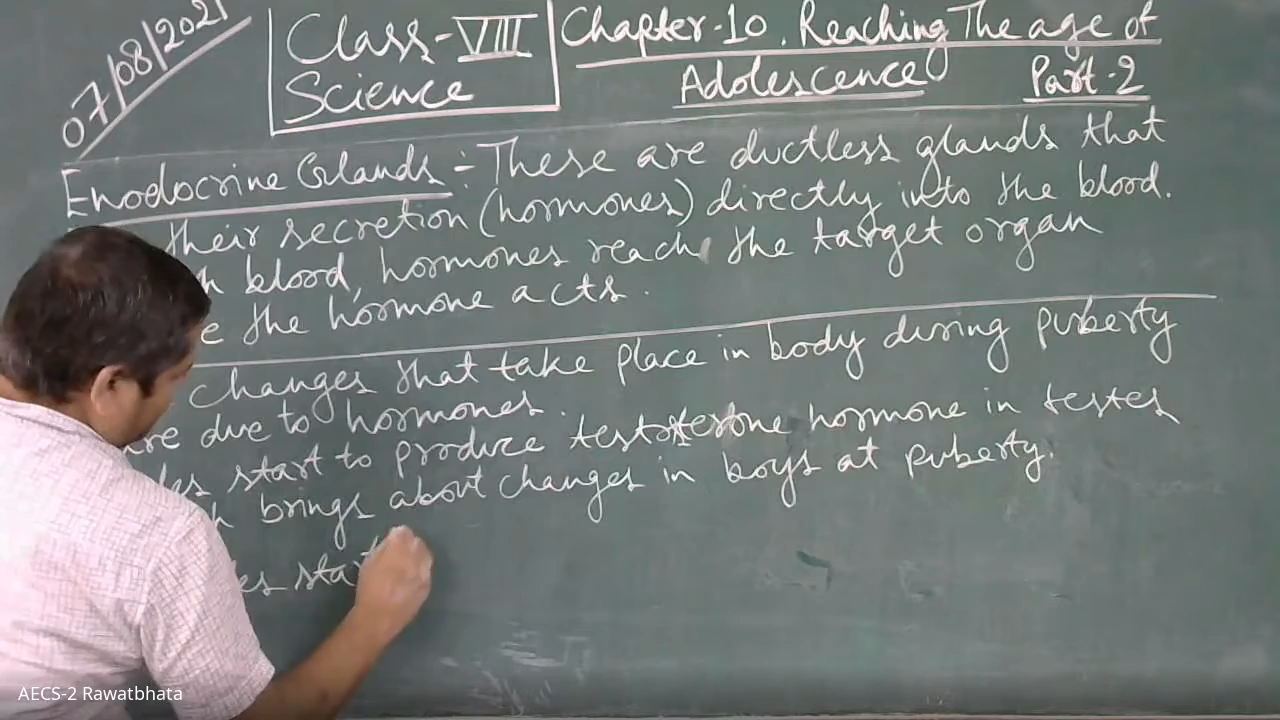 07/08/2021
Class-VIII
Science
Chapter-10. Reaching The age of
Adolescence
Part-2
Enodocrine Glands :- These are ductless glands that
their secretion (hormones) directly into the blood.
blood, hormones reach the target organ
the hormone acts.
changes that take place in body during puberty
are due to hormones.
start to produce testosterone hormone in testes
brings about changes in boys at puberty.
start
AECS-2 Rawatbhata